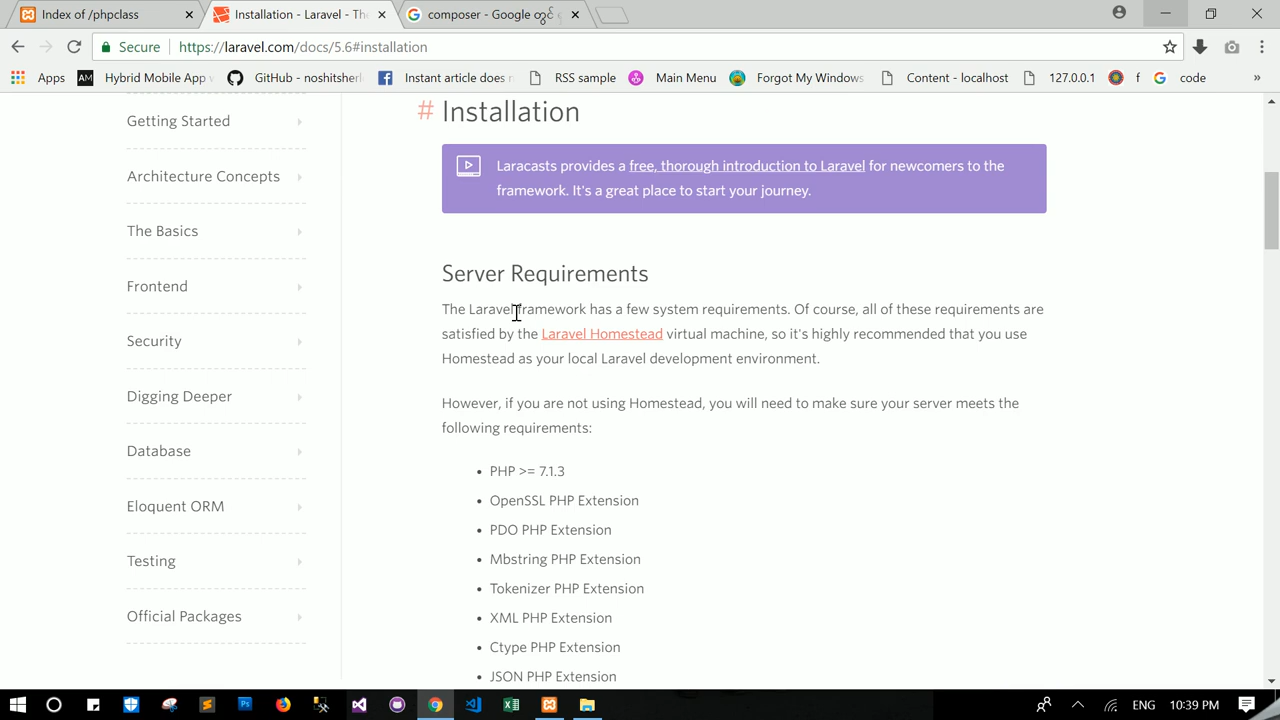 Index of /phpclass
Installation - Laravel - The
composer - Google တွင်
Secure
https://laravel.com/docs/5.6#installation
Apps
AM
Hybrid Mobile App
GitHub - noshitsherl
Instant article does n
RSS sample
Main Menu
Forgot My Windows
Content - localhost
127.0.0.1
f
code
»
Getting Started
Architecture Concepts
The Basics
Frontend
Security
Digging Deeper
Database
Eloquent ORM
Testing
Official Packages
# Installation
Laracasts provides a free, thorough introduction to Laravel for newcomers to the
framework. It's a great place to start your journey.
Server Requirements
The Laravel framework has a few system requirements. Of course, all of these requirements are
satisfied by the Laravel Homestead virtual machine, so it's highly recommended that you use
Homestead as your local Laravel development environment.
However, if you are not using Homestead, you will need to make sure your server meets the
following requirements:
• PHP >= 7.1.3
• OpenSSL PHP Extension
• PDO PHP Extension
• Mbstring PHP Extension
• Tokenizer PHP Extension
• XML PHP Extension
• Ctype PHP Extension
• JSON PHP Extension
ENG
10:39 PM